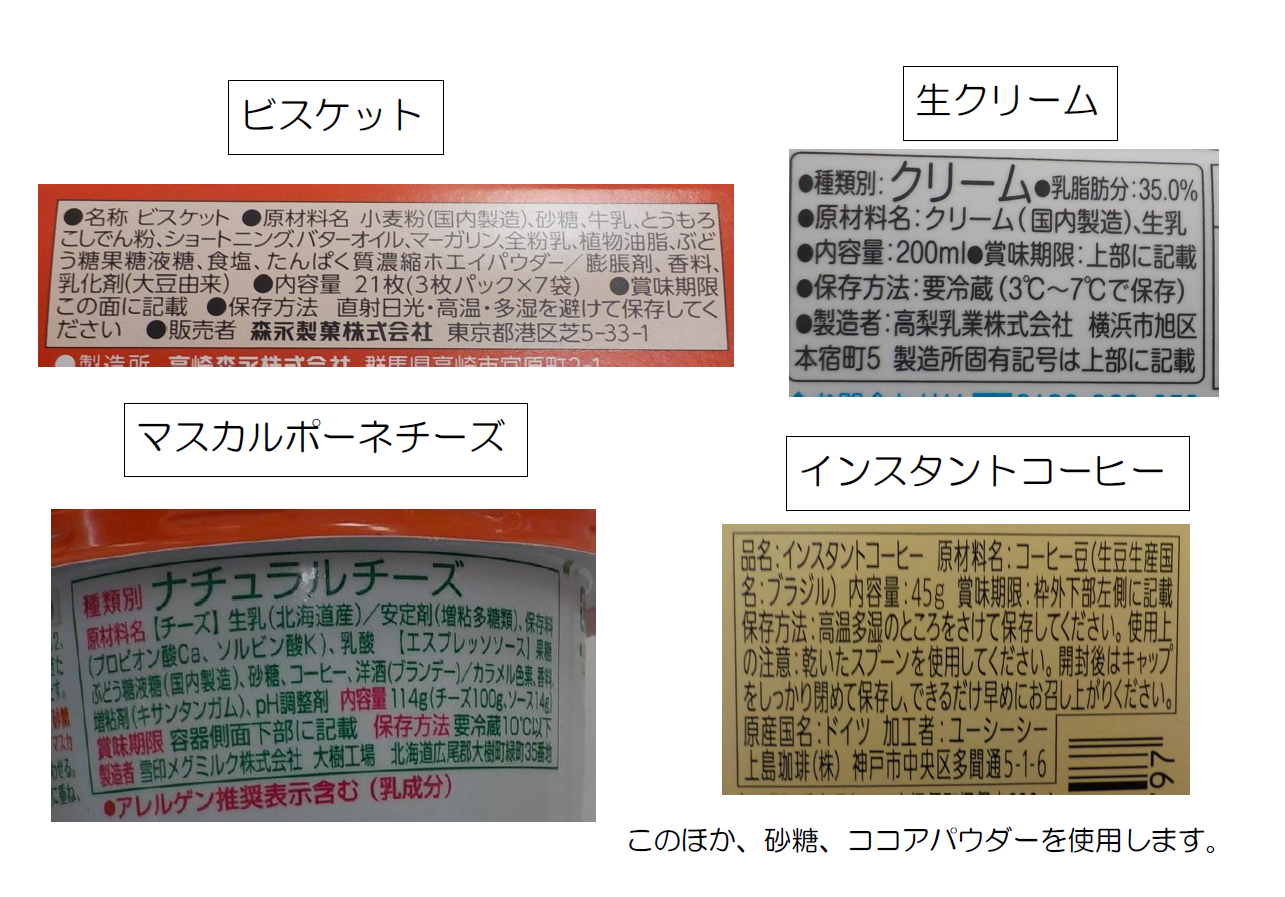 ビスケット
●名称 ビスケット ●原材料名 小麦粉(国内製造)、砂糖、牛乳、とうもろ
こしでん粉、ショートニング、バターオイル、マーガリン、全粉乳、植物油脂、ぶど
う糖果糖液糖、食塩、たんぱく質濃縮ホエイパウダー／膨脹剤、香料、
乳化剤(大豆由来) ●内容量 21枚(3枚パック×7袋) ●賞味期限
この面に記載 ●保存方法 直射日光・高温・多湿を避けて保存してく
ださい ●販売者 森永製菓株式会社 東京都港区芝5-33-1
●製造所 高崎森永株式会社 群馬県高崎市宮原町2-1
生クリーム
●種類別:クリーム●乳脂肪分:35.0%
●原材料名:クリーム(国内製造)、生乳
●内容量:200ml●賞味期限:上部に記載
●保存方法:要冷蔵(3℃～7℃で保存)
●製造者:高梨乳業株式会社 横浜市旭区
本宿町5 製造所固有記号は上部に記載
マスカルポーネチーズ
種類別 ナチュラルチーズ
原材料名【チーズ】生乳(北海道産)／安定剤(増粘多糖類)、保存料
(プロピオン酸Ca、ソルビン酸K)、乳酸 【エスプレッソソース】果糖
ぶどう糖液糖(国内製造)、砂糖、コーヒー、洋酒(ブランデー)／カラメル色素、香料、
増粘剤(キサンタンガム)、pH調整剤 内容量 114g(チーズ100g、ソース14g)
賞味期限 容器側面下部に記載 保存方法 要冷蔵10℃以下
製造者 雪印メグミルク株式会社 大樹工場 北海道広尾郡大樹町緑町35番地
●アレルゲン推奨表示含む(乳成分)
インスタントコーヒー
品名:インスタントコーヒー 原材料名:コーヒー豆(生豆生産国
名:ブラジル) 内容量:45g 賞味期限:枠外下部左側に記載
保存方法:高温多湿のところをさけて保存してください。使用上
の注意:乾いたスプーンを使用してください。開封後はキャップ
をしっかり閉めて保存し、できるだけ早めにお召し上がりください。
原産国名:ドイツ 加工者:ユーシーシー
上島珈琲(株) 神戸市中央区多聞通5-1-6
このほか、砂糖、ココアパウダーを使用します。